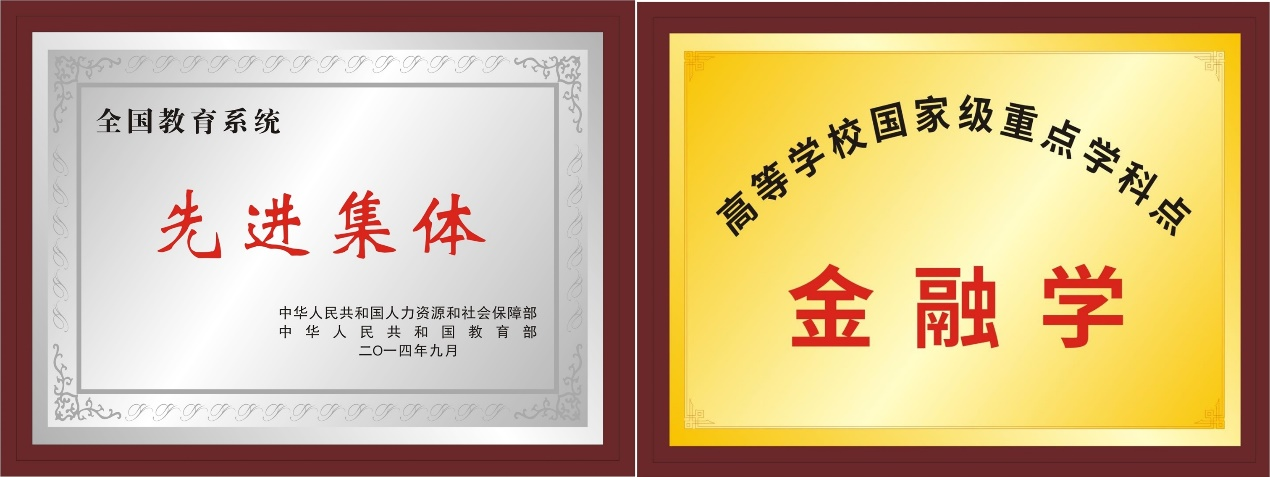 全国教育系统
先进集体
中华人民共和国人力资源和社会保障部
中华人民共和国教育部
二〇一四年九月
高等学校国家级重点学科点
金融学